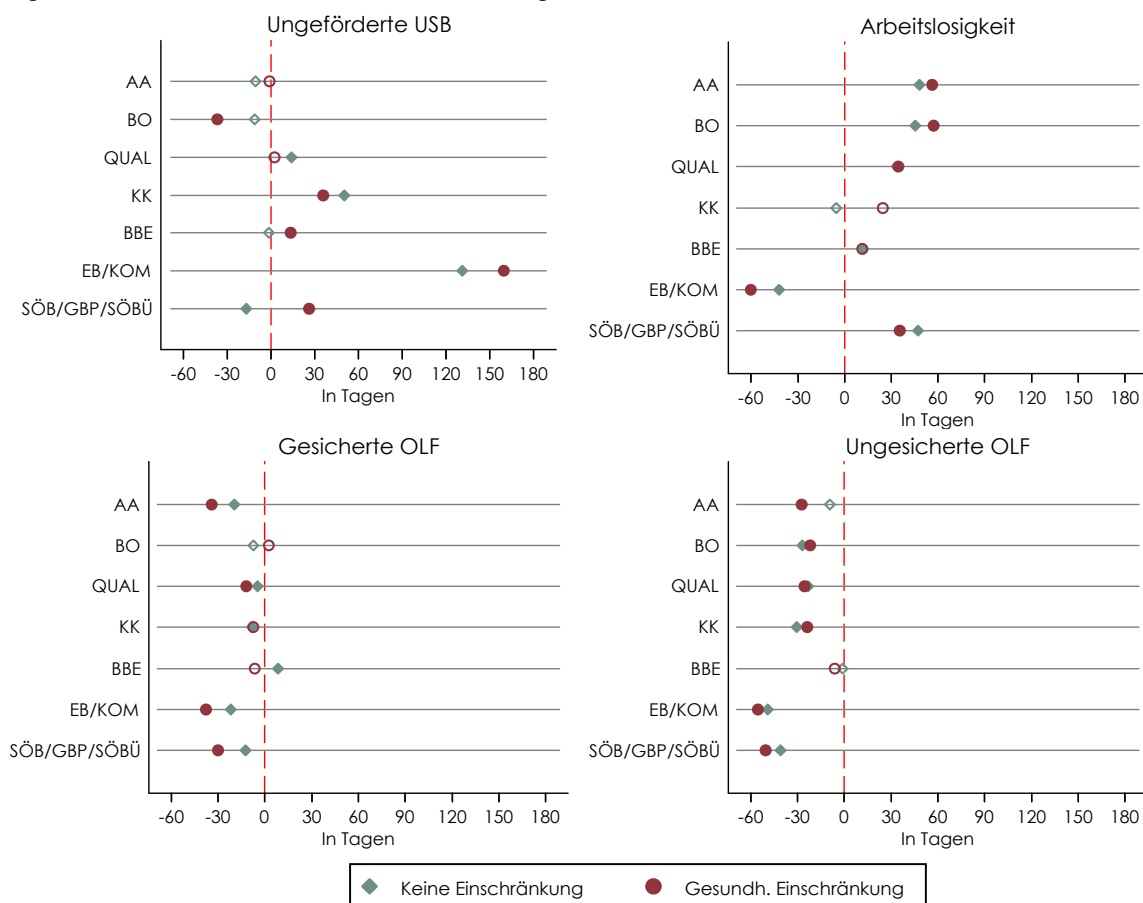 Ungeförderte USB
AA
BO
QUAL
KK
BBE
EB/KOM
SÖB/GBP/SÖBÜ
-60 -30 0 30 60 90 120 150 180
In Tagen
Arbeitslosigkeit
AA
BO
QUAL
KK
BBE
EB/KOM
SÖB/GBP/SÖBÜ
-60 -30 0 30 60 90 120 150 180
In Tagen
Gesicherte OLF
AA
BO
QUAL
KK
BBE
EB/KOM
SÖB/GBP/SÖBÜ
-60 -30 0 30 60 90 120 150 180
In Tagen
Ungesicherte OLF
AA
BO
QUAL
KK
BBE
EB/KOM
SÖB/GBP/SÖBÜ
-60 -30 0 30 60 90 120 150 180
In Tagen
Keine Einschränkung Gesundh. Einschränkung